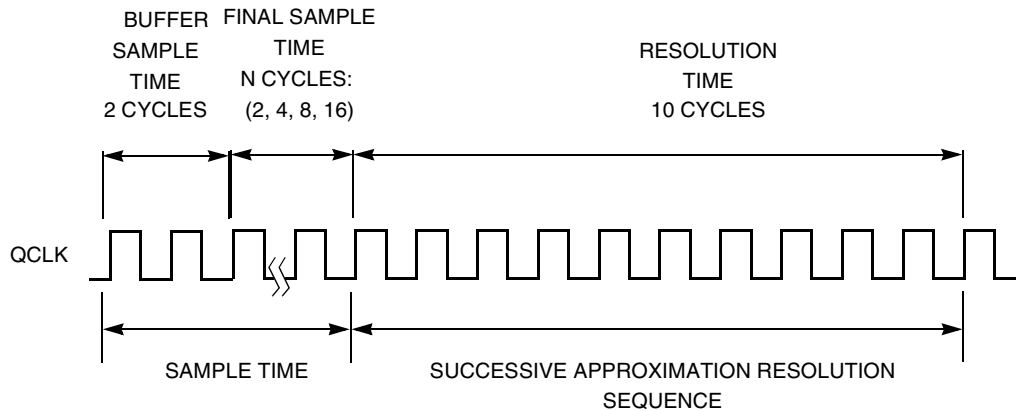 BUFFER
SAMPLE
TIME
2 CYCLES
FINAL SAMPLE
TIME
N CYCLES:
(2, 4, 8, 16)
RESOLUTION
TIME
10 CYCLES
QCLK
SAMPLE TIME
SUCCESSIVE APPROXIMATION RESOLUTION
SEQUENCE